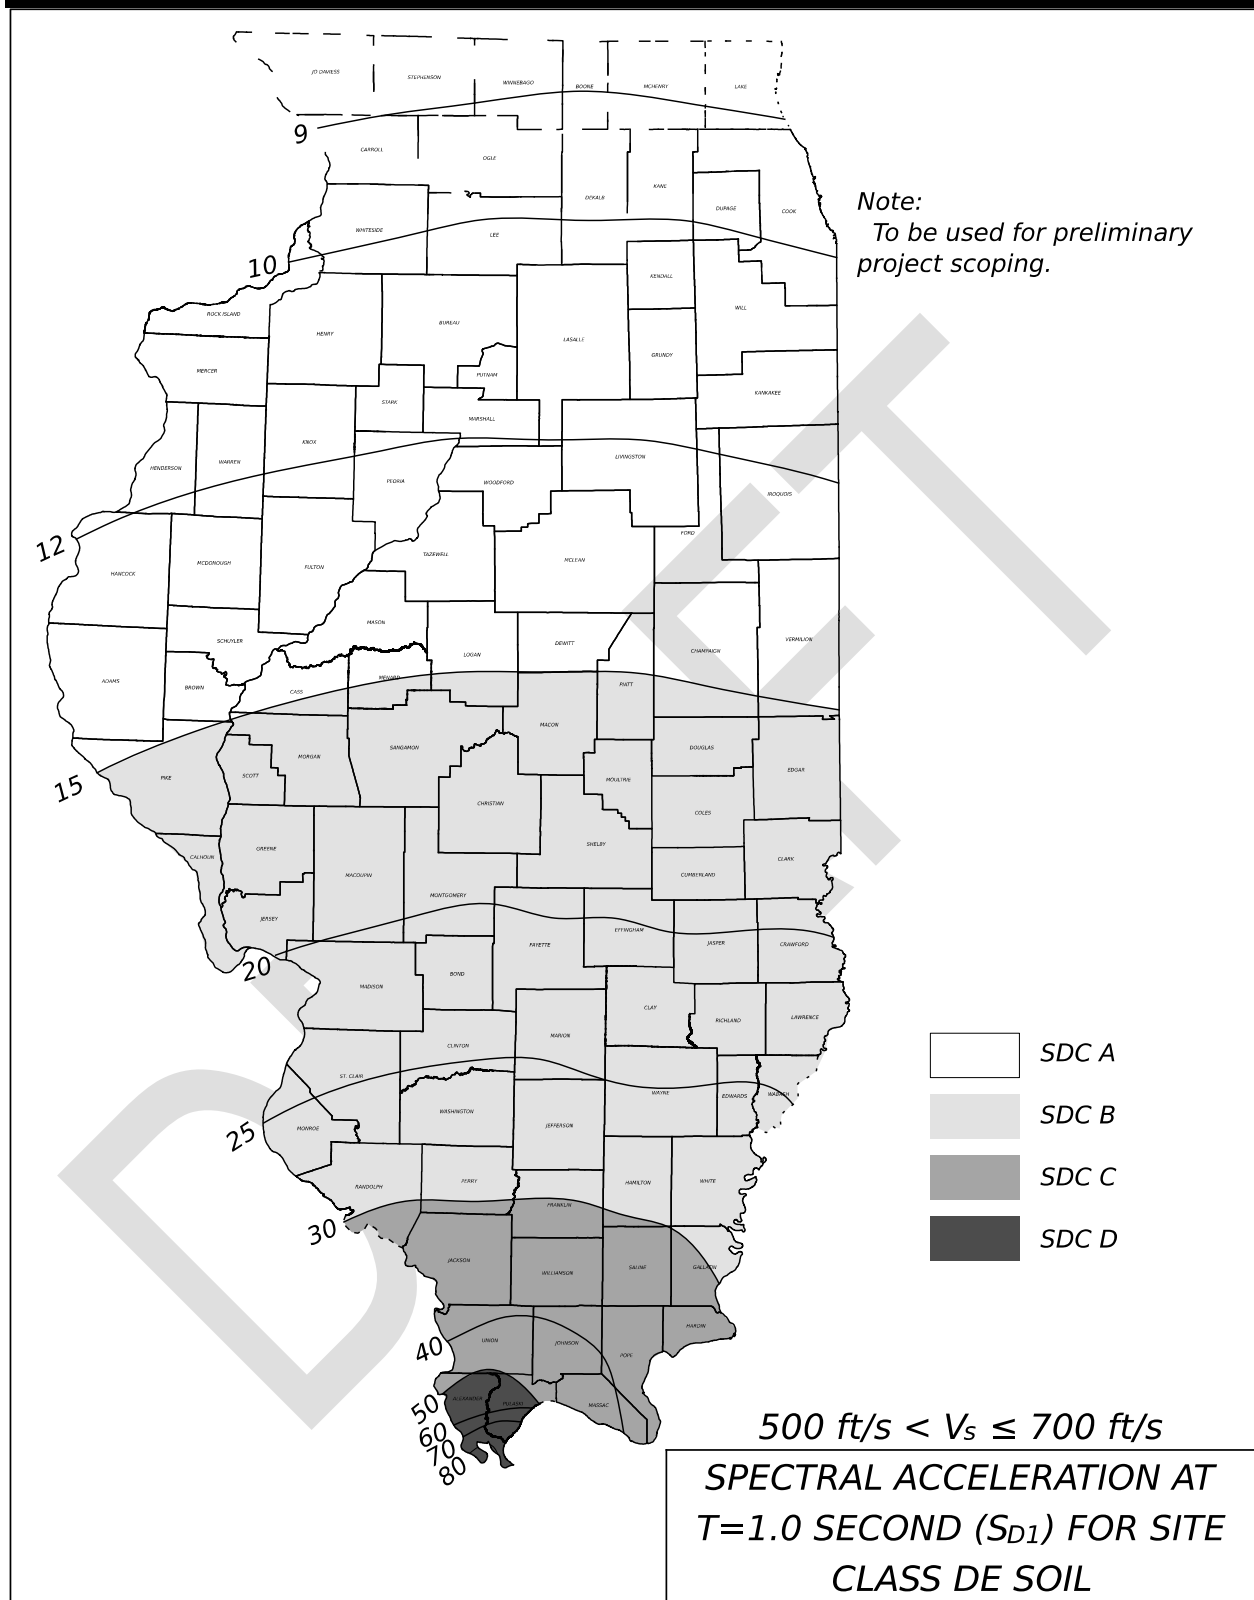 JO DAVIESS
STEPHENSON
WINNEBAGO
BOONE
MCHENRY
LAKE
9
CARROLL
OGLE
DEKALB
KANE
DUPAGE
COOK
Note:
To be used for preliminary
project scoping.
WHITESIDE
LEE
10
KENDALL
ROCK ISLAND
HENRY
BUREAU
LASALLE
WILL
GRUNDY
MERCER
PUTNAM
STARK
MARSHALL
KANKAKEE
KNOX
HENDERSON
WARREN
PEORIA
WOODFORD
LIVINGSTON
IROQUOIS
12
FORD
HANCOCK
MCDONOUGH
FULTON
TAZEWELL
MCLEAN
MASON
SCHUYLER
LOGAN
DEWITT
CHAMPAIGN
VERMILION
ADAMS
BROWN
CASS
MENARD
PIATT
MACON
SANGAMON
DOUGLAS
MORGAN
15
PIKE
SCOTT
MOULTRIE
EDGAR
CHRISTIAN
COLES
SHELBY
GREENE
CALHOUN
MACOUPIN
MONTGOMERY
CUMBERLAND
CLARK
JERSEY
EFFINGHAM
FAYETTE
JASPER
CRAWFORD
20
BOND
MADISON
CLAY
RICHLAND
LAWRENCE
MARION
CLINTON
SDC A
ST. CLAIR
WAYNE
EDWARDS
WABASH
25
MONROE
WASHINGTON
JEFFERSON
SDC B
RANDOLPH
PERRY
HAMILTON
WHITE
SDC C
30
FRANKLIN
SDC D
JACKSON
WILLIAMSON
SALINE
GALLATIN
40
UNION
JOHNSON
POPE
HARDIN
50
ALEXANDER
PULASKI
MASSAC
60
70
80
DRAFT
500 ft/s < Vs ≤ 700 ft/s
SPECTRAL ACCELERATION AT
T=1.0 SECOND (SD1) FOR SITE
CLASS DE SOIL